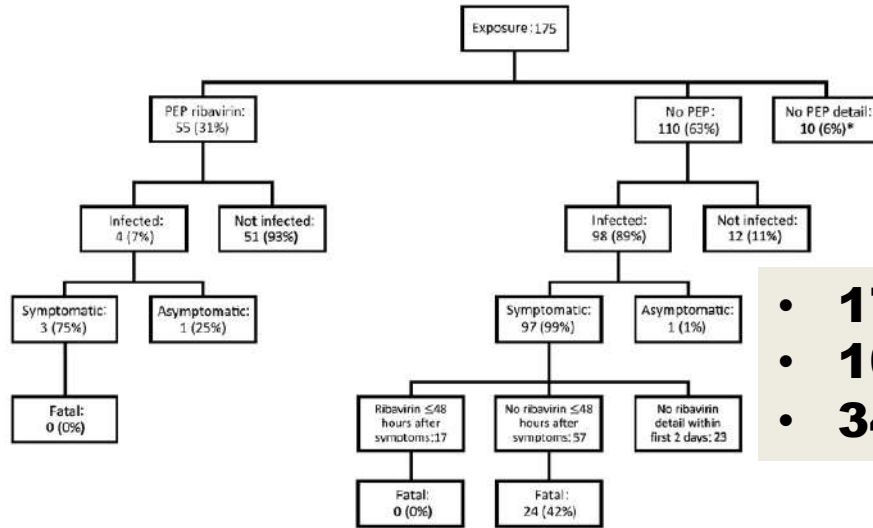 Exposure: 175
PEP ribavirin:
55 (31%)
No PEP:
110 (63%)
No PEP detail:
10 (6%)*
Infected:
4 (7%)
Not infected:
51 (93%)
Infected:
98 (89%)
Not infected:
12 (11%)
Symptomatic:
3 (75%)
Asymptomatic:
1 (25%)
Symptomatic:
97 (99%)
Asymptomatic:
1 (1%)
Fatal:
0 (0%)
Ribavirin ≤48
hours after
symptoms: 17
No ribavirin ≤48
hours after
symptoms: 57
No ribavirin
detail within
first 2 days: 23
Fatal:
0 (0%)
Fatal:
24 (42%)